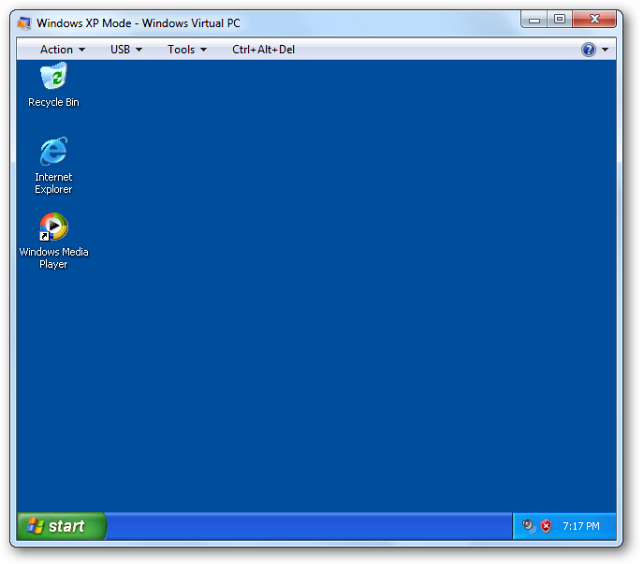 Windows XP Mode - Windows Virtual PC
Action USB Tools Ctrl+Alt+Del ?
Recycle Bin
Internet
Explorer
Windows Media
Player
start 7:17 PM